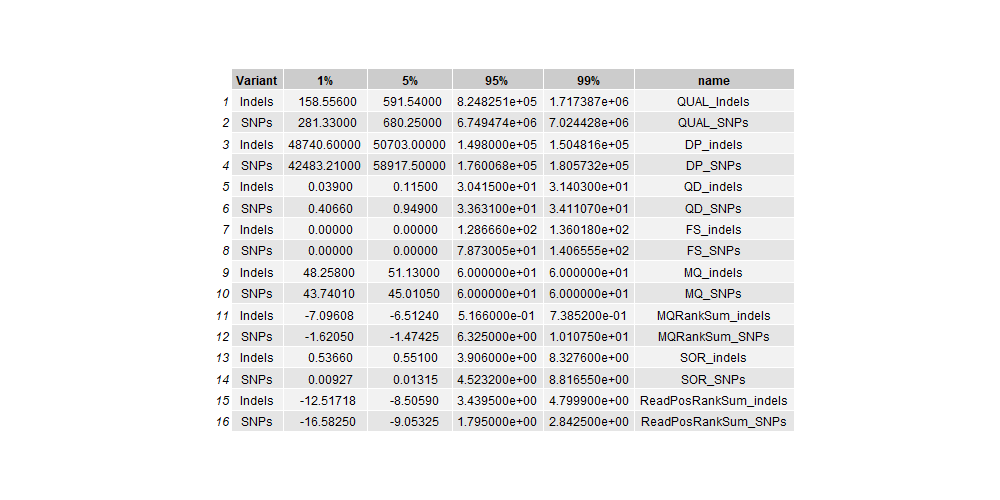 Variant 1% 5% 95% 99% name
1 Indels 158.55600 591.54000 8.248251e+05 1.717387e+06 QUAL_Indels
2 SNPs 281.33000 680.25000 6.749474e+06 7.024428e+06 QUAL_SNPs
3 Indels 48740.60000 50703.00000 1.498000e+05 1.504816e+05 DP_indels
4 SNPs 42483.21000 58917.50000 1.760068e+05 1.805732e+05 DP_SNPs
5 Indels 0.03900 0.11500 3.041500e+01 3.140300e+01 QD_indels
6 SNPs 0.40660 0.94900 3.363100e+01 3.411070e+01 QD_SNPs
7 Indels 0.00000 0.00000 1.286660e+02 1.360180e+02 FS_indels
8 SNPs 0.00000 0.00000 7.873005e+01 1.406555e+02 FS_SNPs
9 Indels 48.25800 51.13000 6.000000e+01 6.000000e+01 MQ_indels
10 SNPs 43.74010 45.01050 6.000000e+01 6.000000e+01 MQ_SNPs
11 Indels -7.09608 -6.51240 5.166000e-01 7.385200e-01 MQRankSum_indels
12 SNPs -1.62050 -1.47425 6.325000e+00 1.010750e+01 MQRankSum_SNPs
13 Indels 0.53660 0.55100 3.906000e+00 8.327600e+00 SOR_indels
14 SNPs 0.00927 0.01315 4.523200e+00 8.816550e+00 SOR_SNPs
15 Indels -12.51718 -8.50590 3.439500e+00 4.799900e+00 ReadPosRankSum_indels
16 SNPs -16.58250 -9.05325 1.795000e+00 2.842500e+00 ReadPosRankSum_SNPs